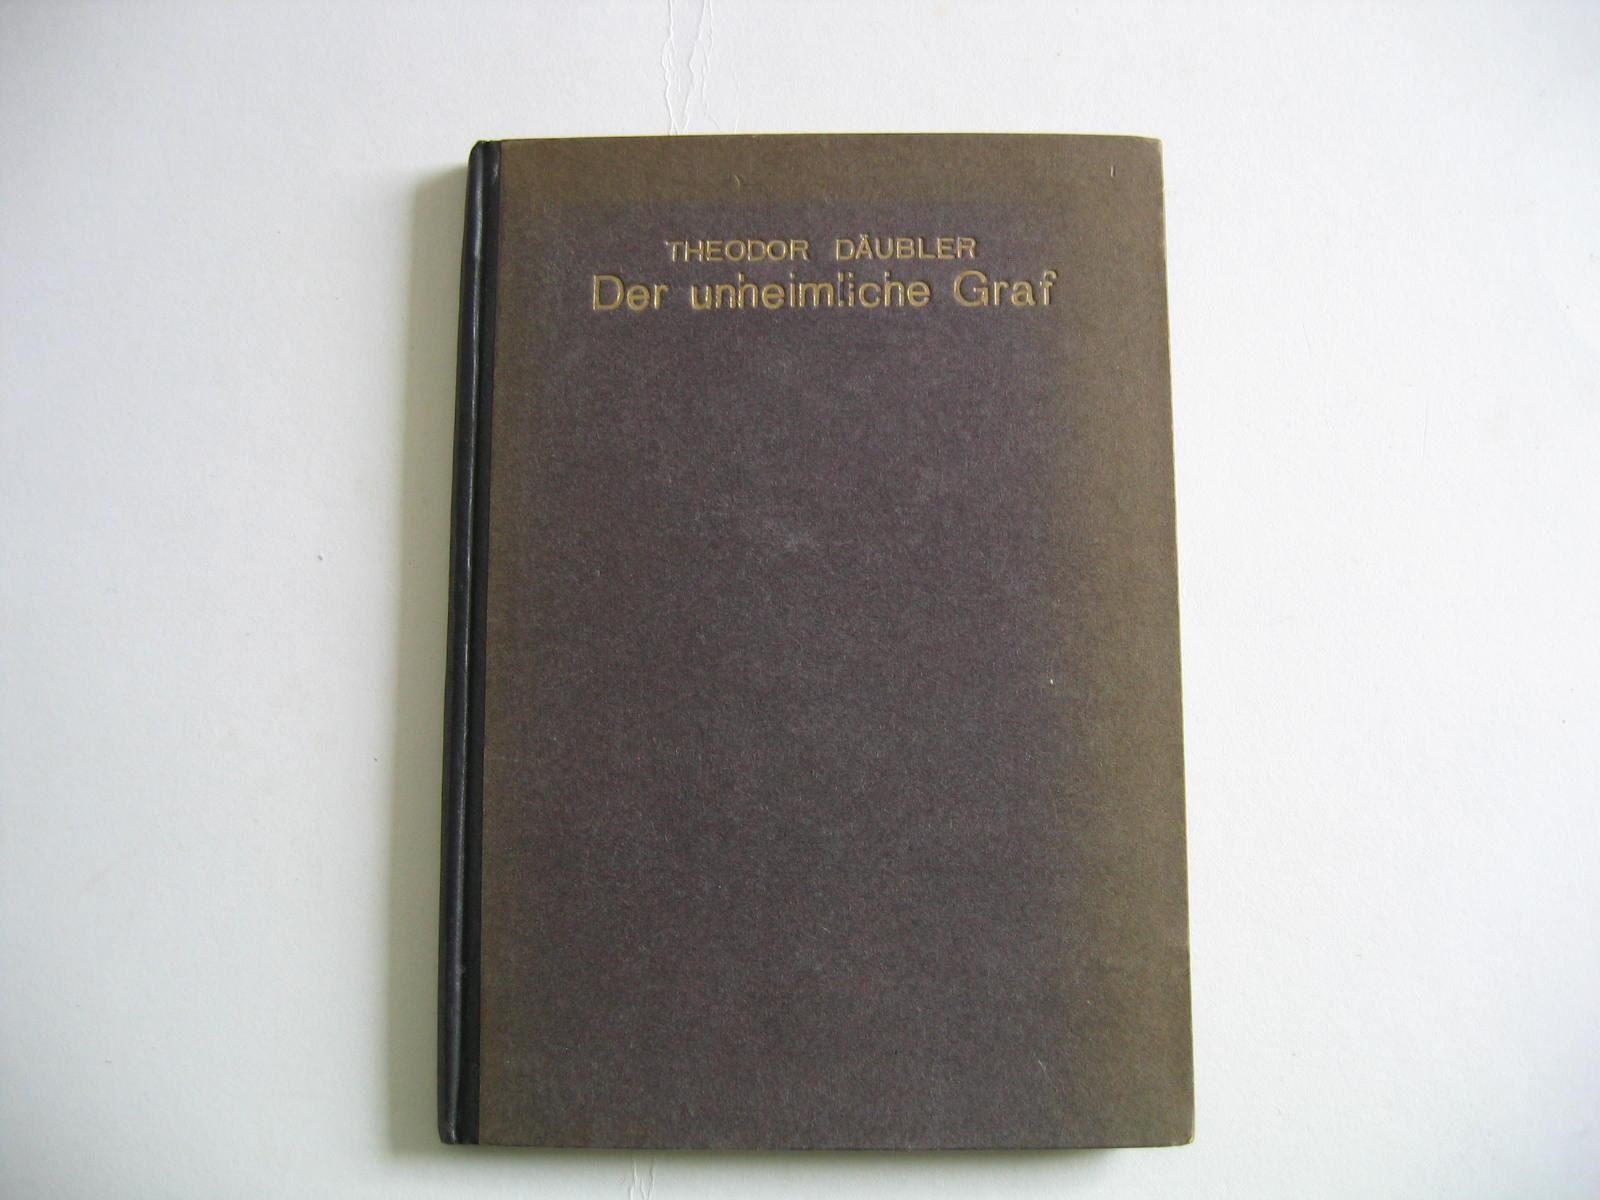 THEODOR DÄUBLER
Der unheimliche Graf